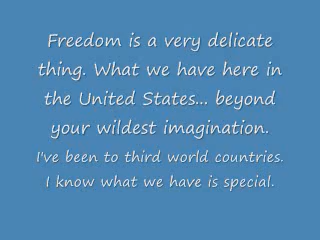 Freedom is a very delicate
thing. What we have here in
the United States... beyond
your wildest imagination.
I've been to third world countries.
I know what we have is special.